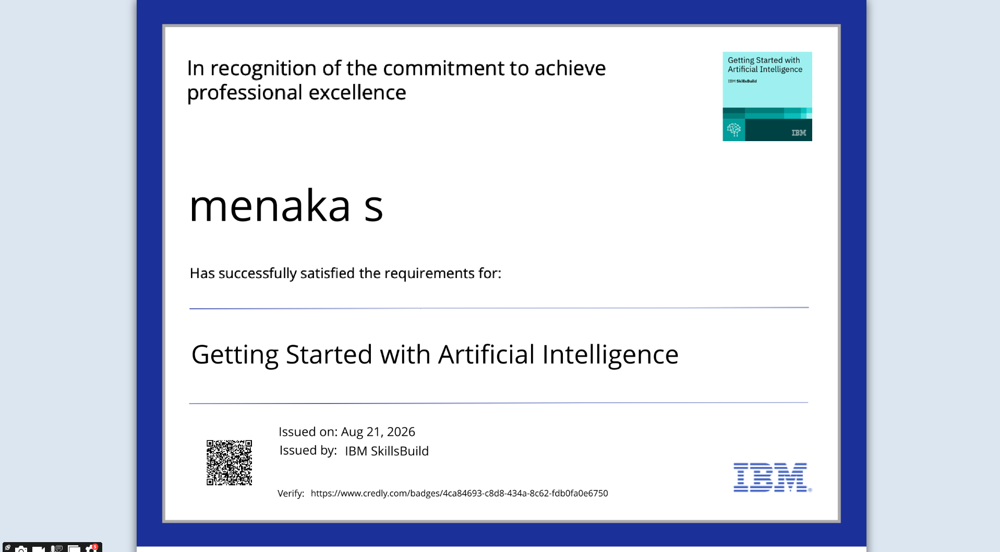 In recognition of the commitment to achieve
professional excellence
Getting Started with
Artificial Intelligence
IBM SkillsBuild
IBM
menaka s
Has successfully satisfied the requirements for:
Getting Started with Artificial Intelligence
Issued on: Aug 21, 2026
Issued by: IBM SkillsBuild
Verify: https://www.credly.com/badges/4ca84693-c8d8-434a-8c62-fdb0fa0e6750
IBM®
5